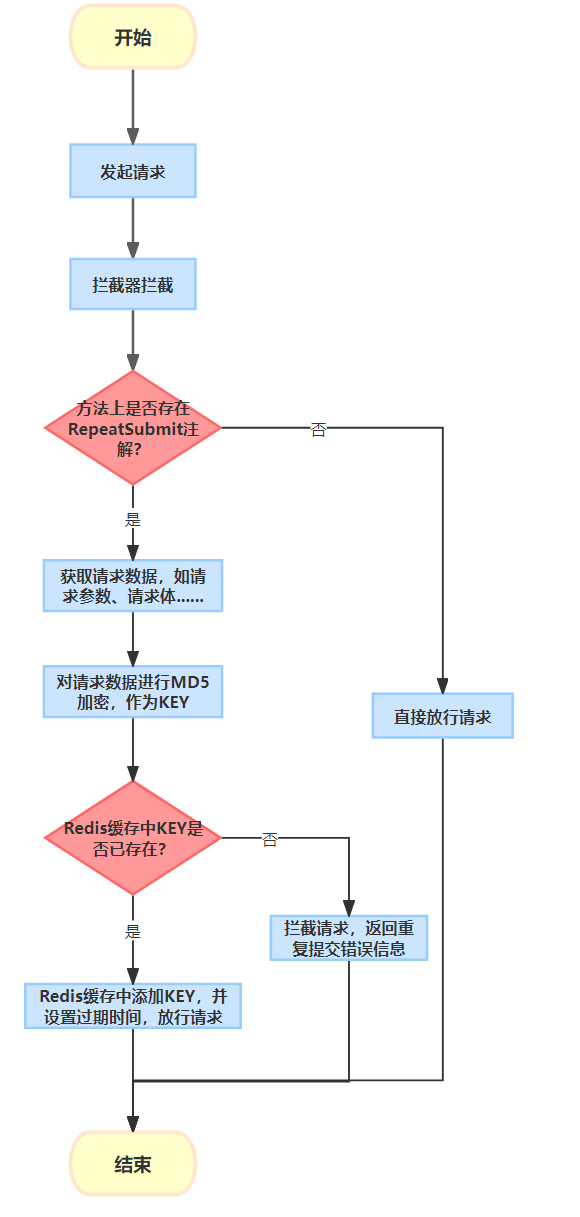 开始
发起请求
拦截器拦截
方法上是否存在
RepeatSubmit注
解?
否
是
获取请求数据，如请
求参数、请求体......
对请求数据进行MD5
加密，作为KEY
直接放行请求
Redis缓存中KEY是
否已存在?
否
拦截请求，返回重
复提交错误信息
是
Redis缓存中添加KEY，并
设置过期时间，放行请求
结束